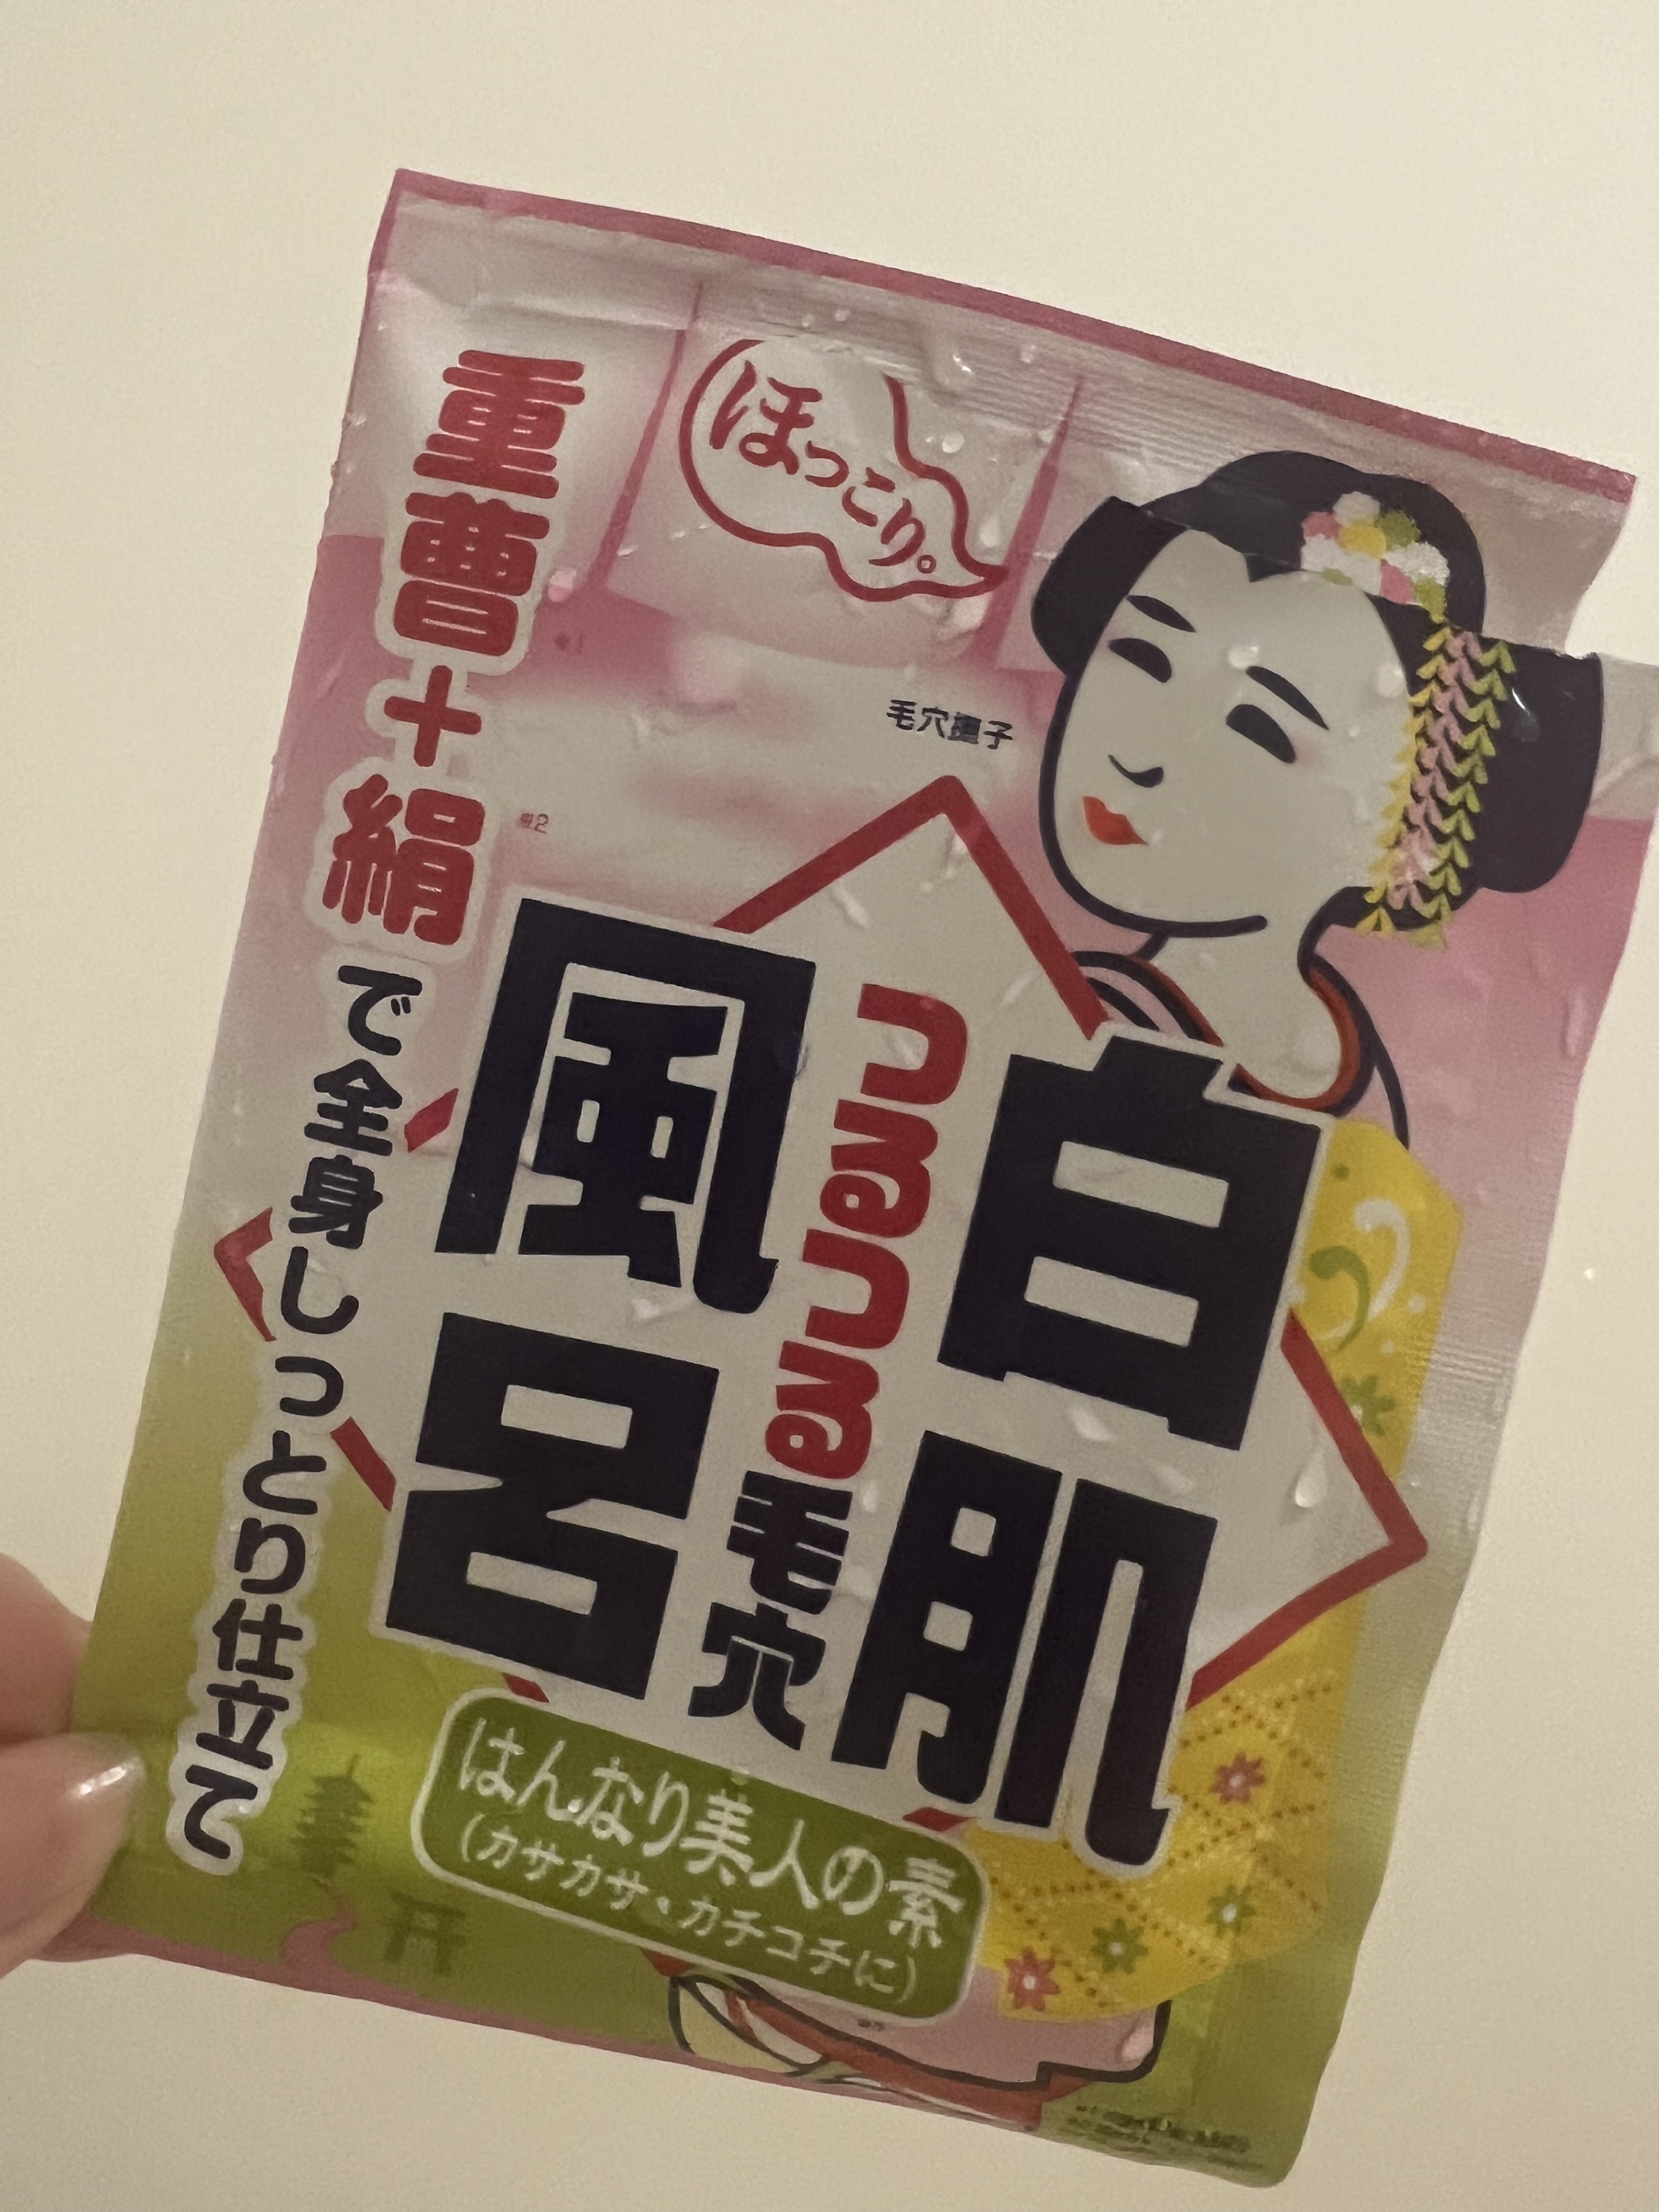 ほっこり。
重曹+絹で全身しっとり仕立て
毛穴撫子
白肌
つるつる毛穴
風呂
はんなり美人の素
(カサカサ、カチコチに)